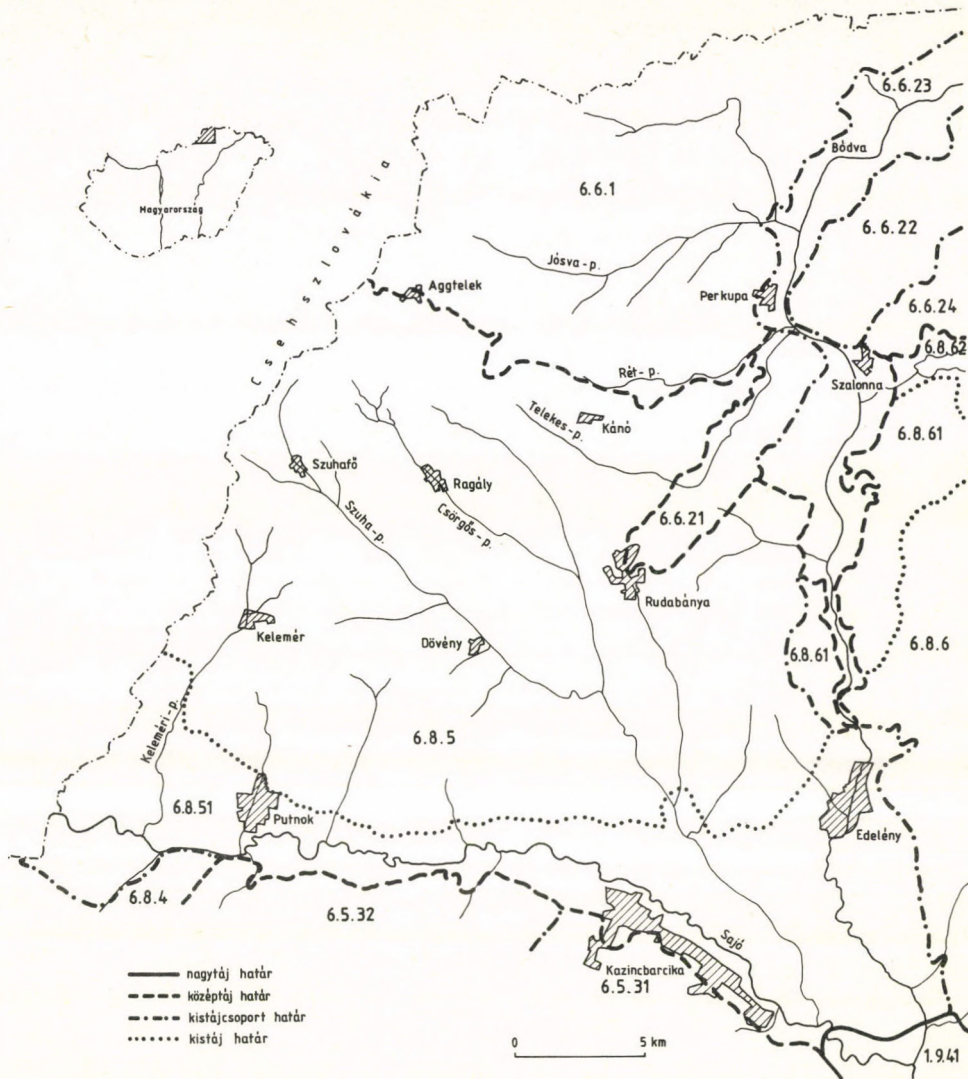 6.6.23
Bódva
Magyarország
6.6.1
Csehszlovákia
6.6.22
Jósva-p.
Aggtelek
Perkupa
6.6.24
6.8.62
Rét-p.
Szalonna
Telekes-p.
Kánó
6.8.61
Szuhafő
Ragály
Szuha-p.
Csörgős-p.
6.6.21
Rudabánya
Kelemér
Dövény
6.8.61
6.8.6
Keleméri-p.
6.8.5
6.8.51
Putnok
Edelény
6.8.4
6.5.32
Sajó
Kazincbarcika
6.5.31
nagytáj határ
középtáj határ
kistájcsoport határ
kistáj határ
0 5 km
1.9.41